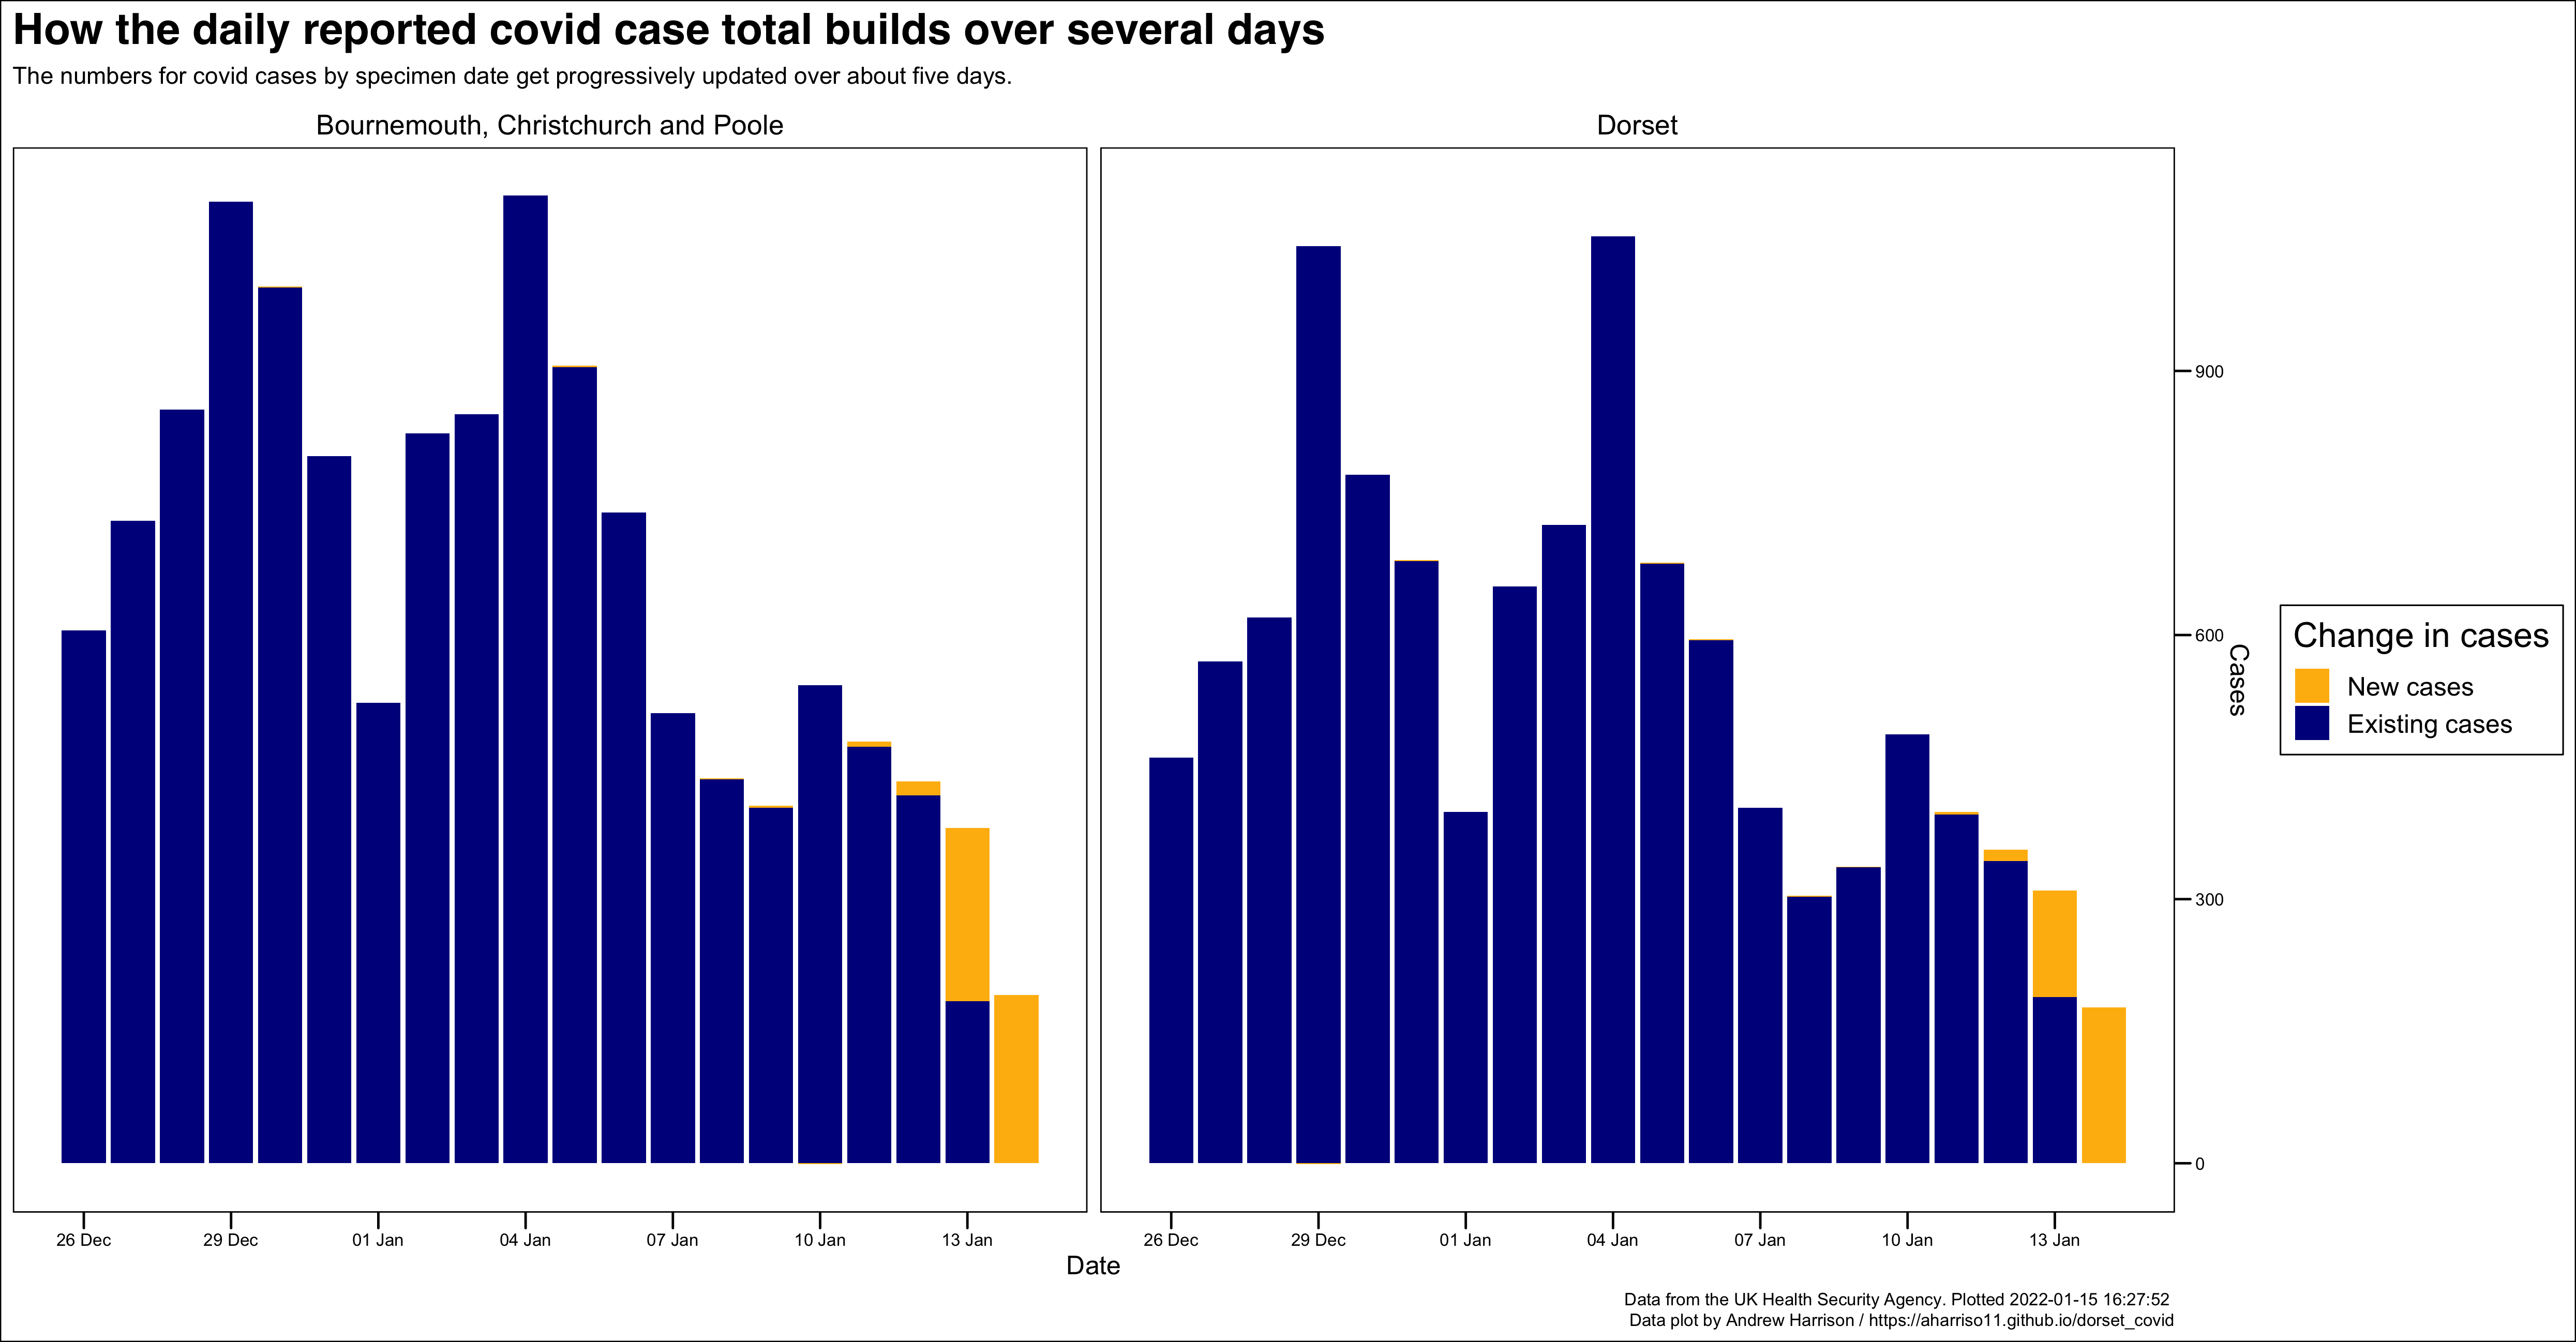 How the daily reported covid case total builds over several days
The numbers for covid cases by specimen date get progressively updated over about five days.
Bournemouth, Christchurch and Poole
Dorset
900
600
300
0
Cases
Change in cases
New cases
Existing cases
26 Dec 29 Dec 01 Jan 04 Jan 07 Jan 10 Jan 13 Jan
26 Dec 29 Dec 01 Jan 04 Jan 07 Jan 10 Jan 13 Jan
Date
Data from the UK Health Security Agency. Plotted 2022-01-15 16:27:52
Data plot by Andrew Harrison / https://aharriso11.github.io/dorset_covid